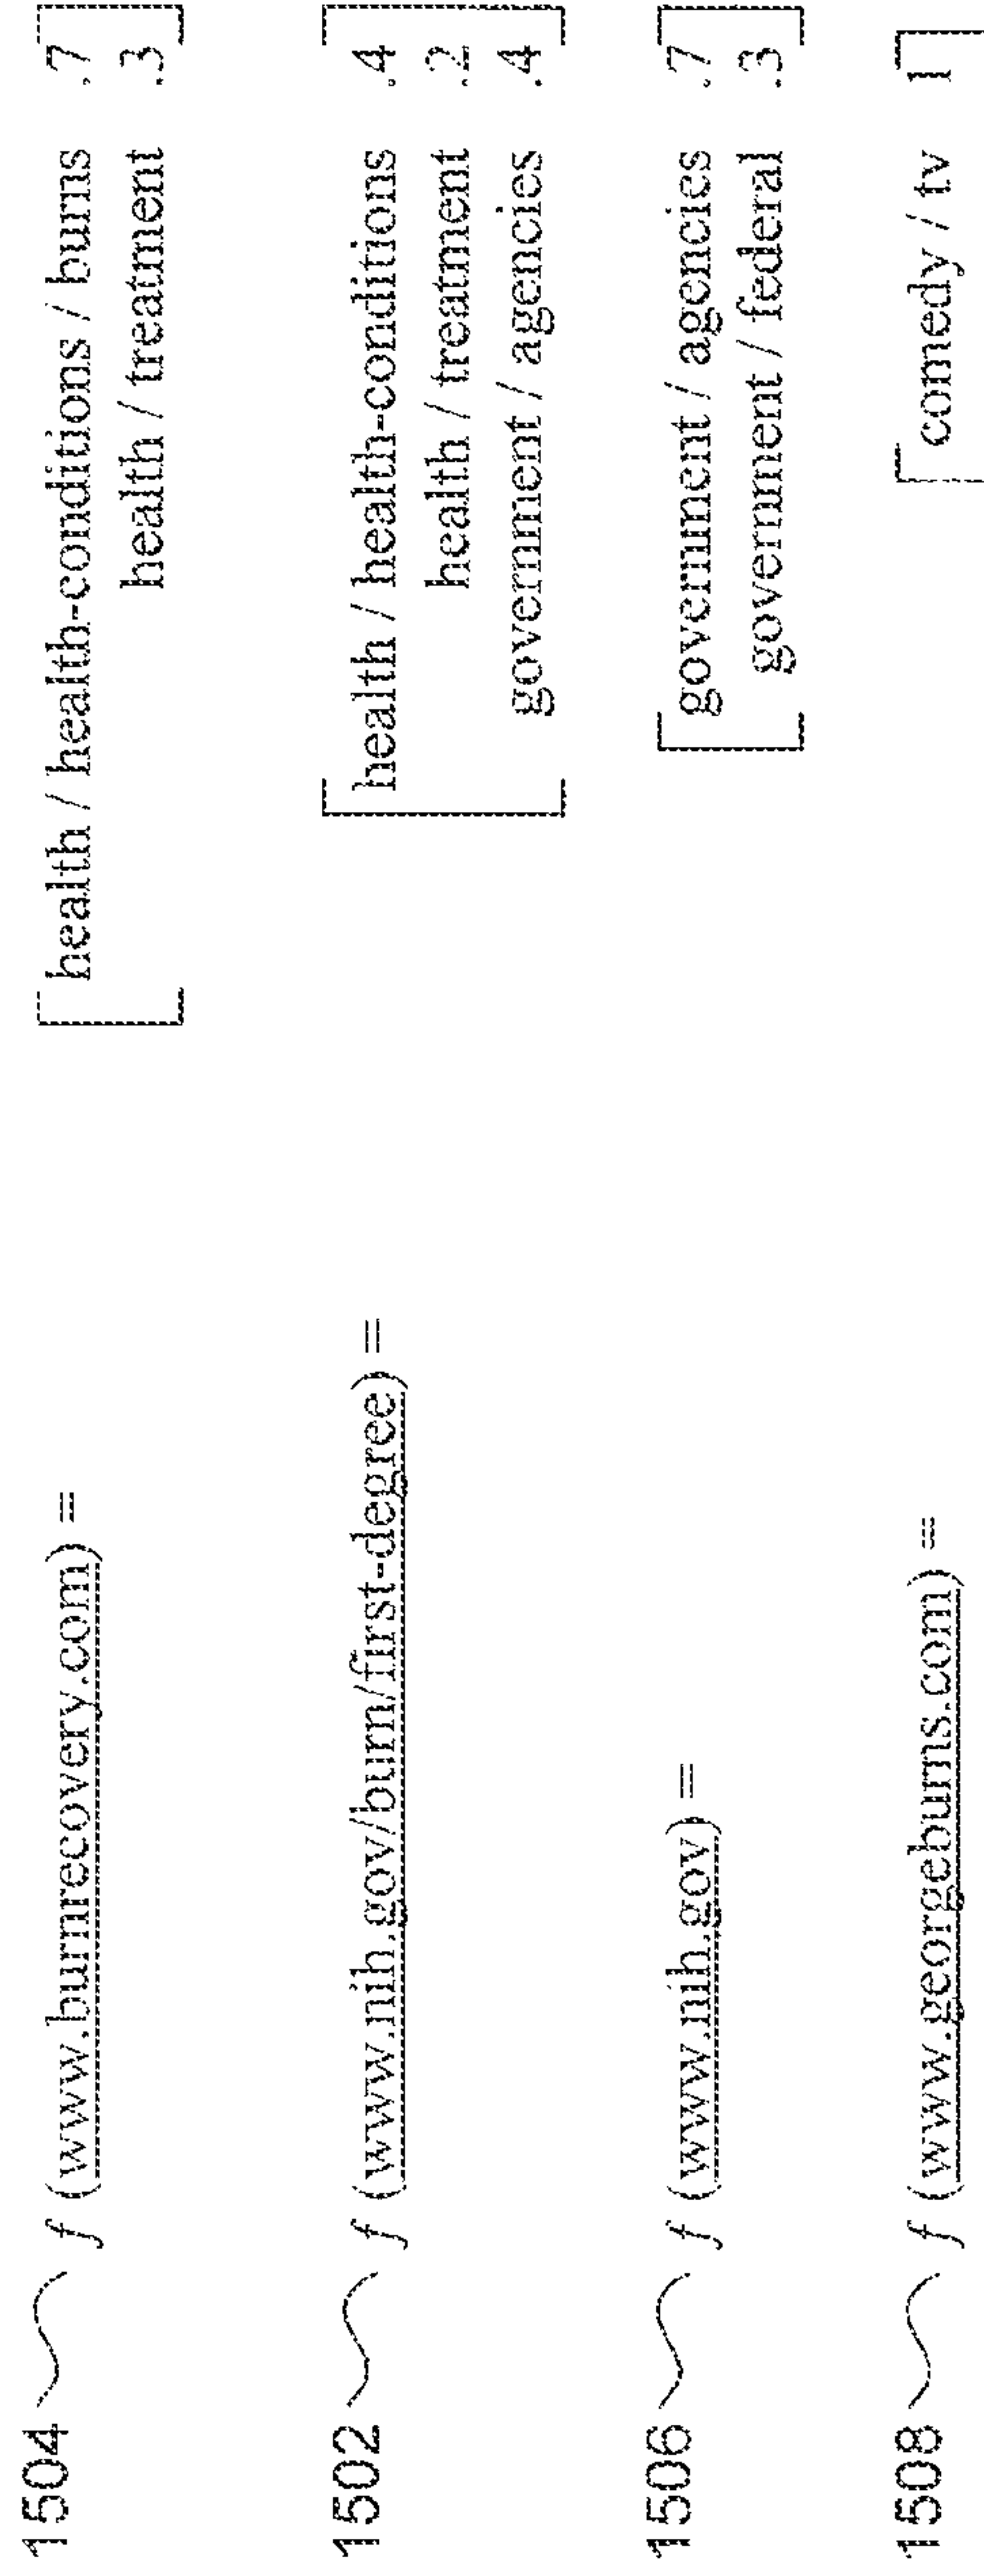 1504 f (www.burnrecovery.com) = health / health-conditions / burns .7
health / treatment .3
1502 f (www.nih.gov/burn/first-degree) = health / health-conditions .4
health / treatment .2
government / agencies .4
1506 f (www.nih.gov) = government / agencies .7
government / federal .3
1508 f (www.georgeburns.com) = comedy / tv 1